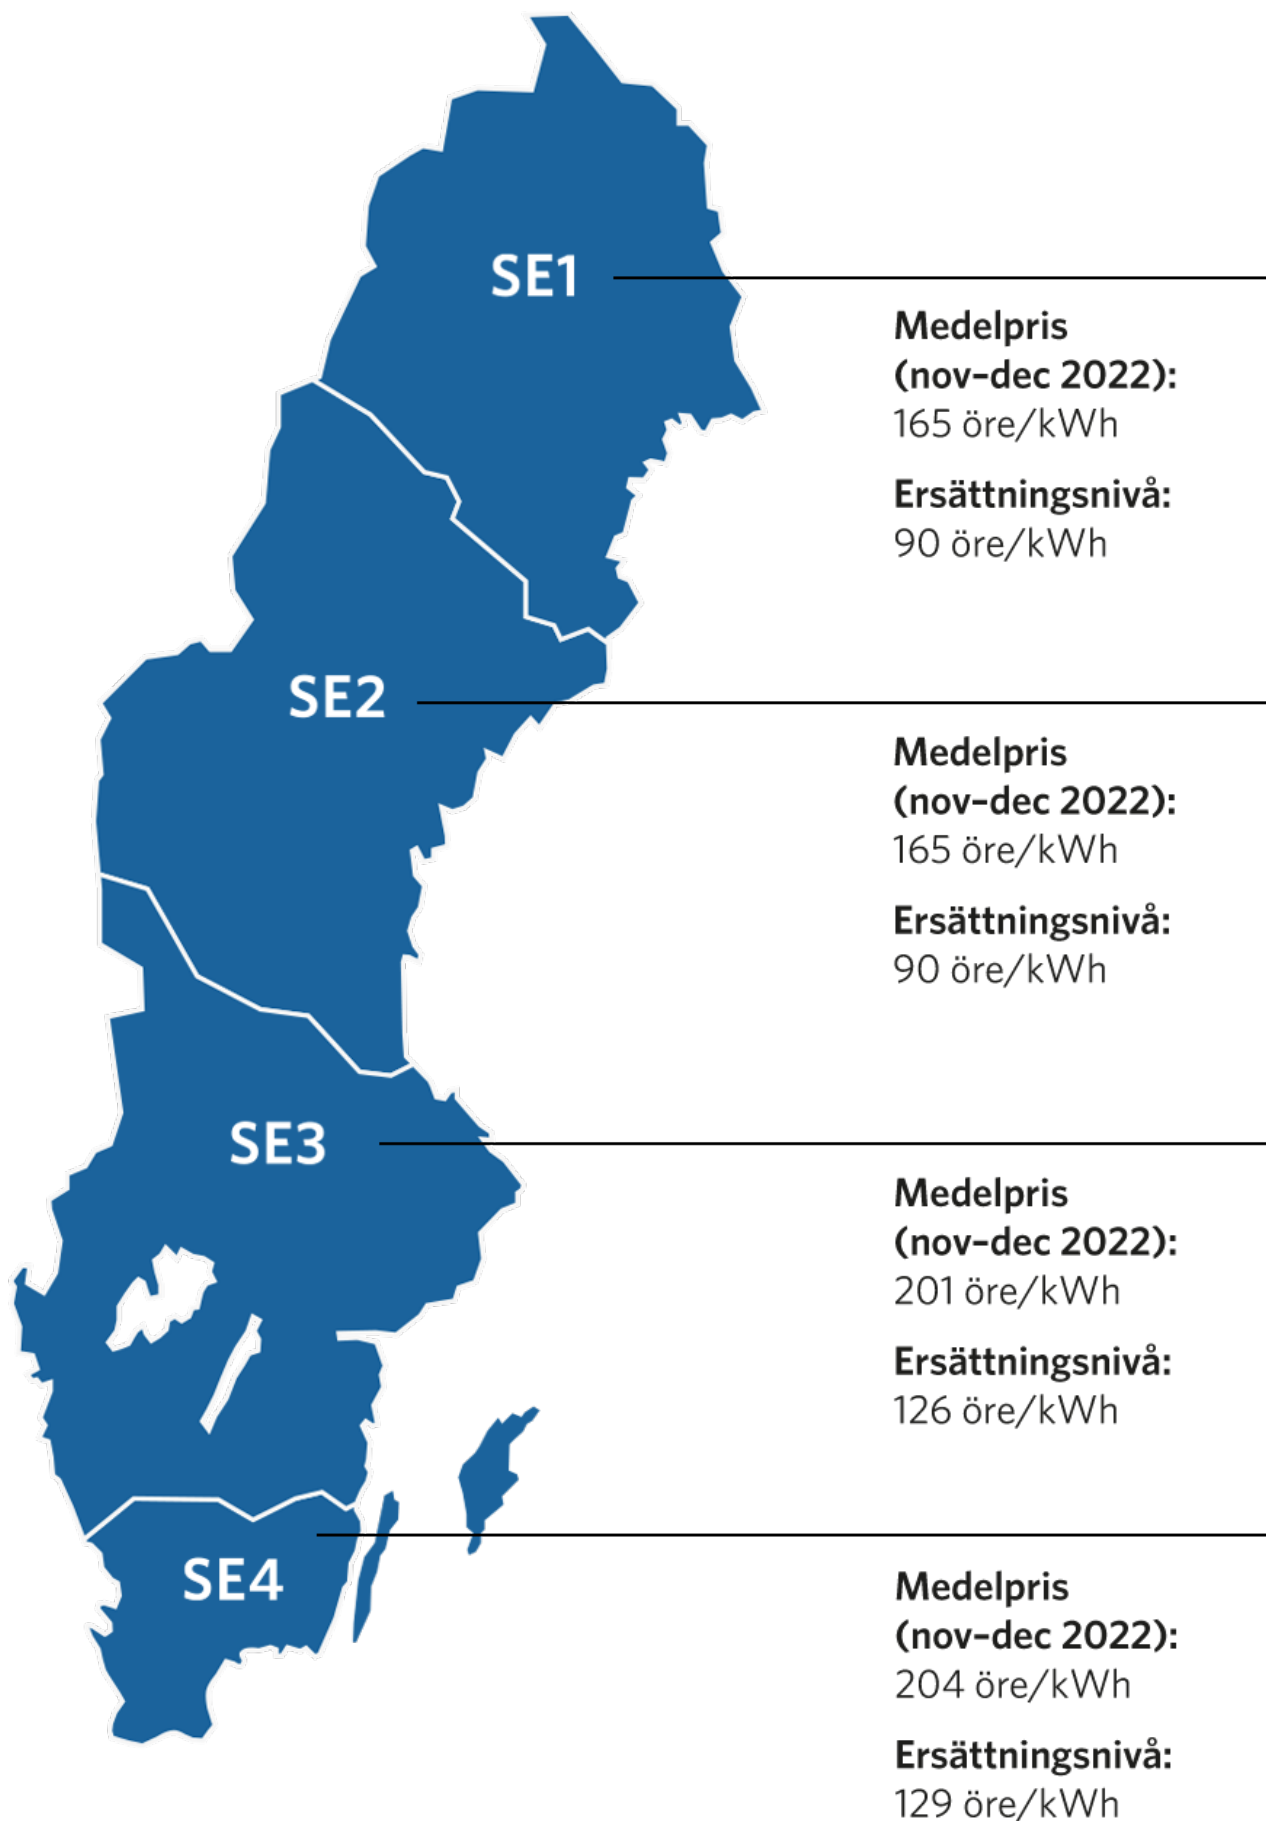 SE1
Medelpris
(nov–dec 2022):
165 öre/kWh
Ersättningsnivå:
90 öre/kWh
SE2
Medelpris
(nov–dec 2022):
165 öre/kWh
Ersättningsnivå:
90 öre/kWh
SE3
Medelpris
(nov–dec 2022):
201 öre/kWh
Ersättningsnivå:
126 öre/kWh
SE4
Medelpris
(nov–dec 2022):
204 öre/kWh
Ersättningsnivå:
129 öre/kWh